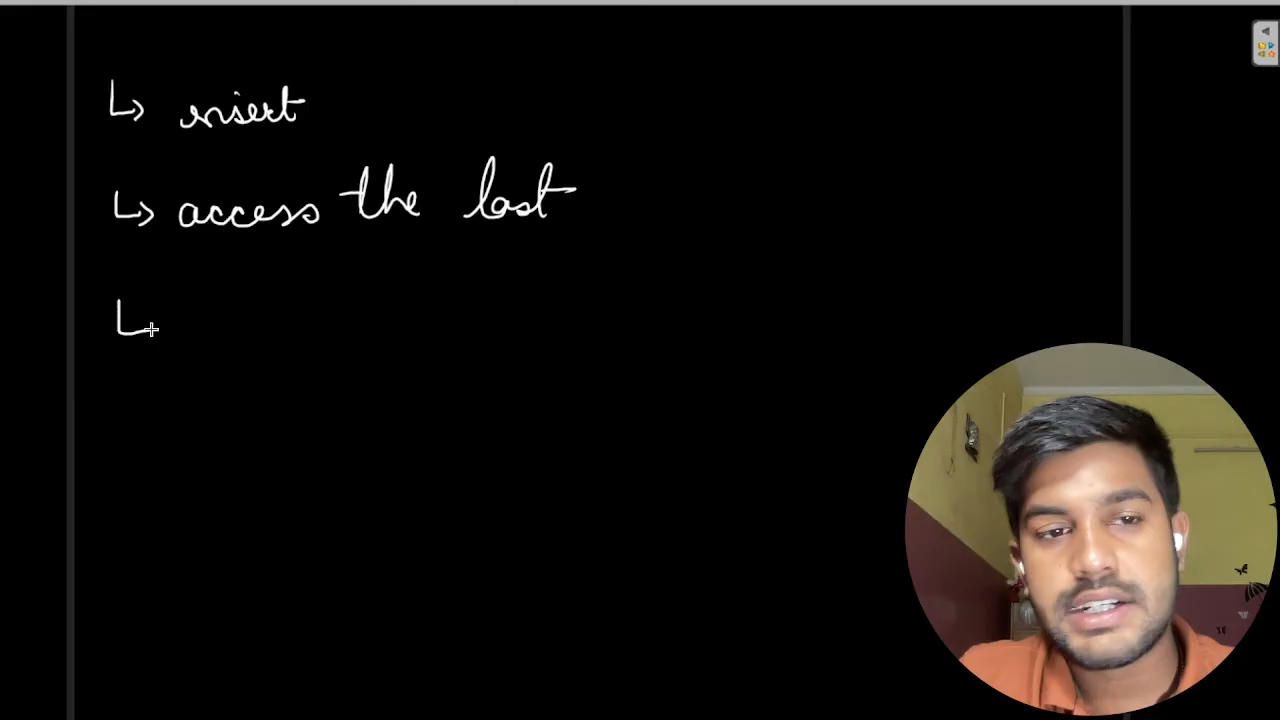 ↳ insert
↳ access the last